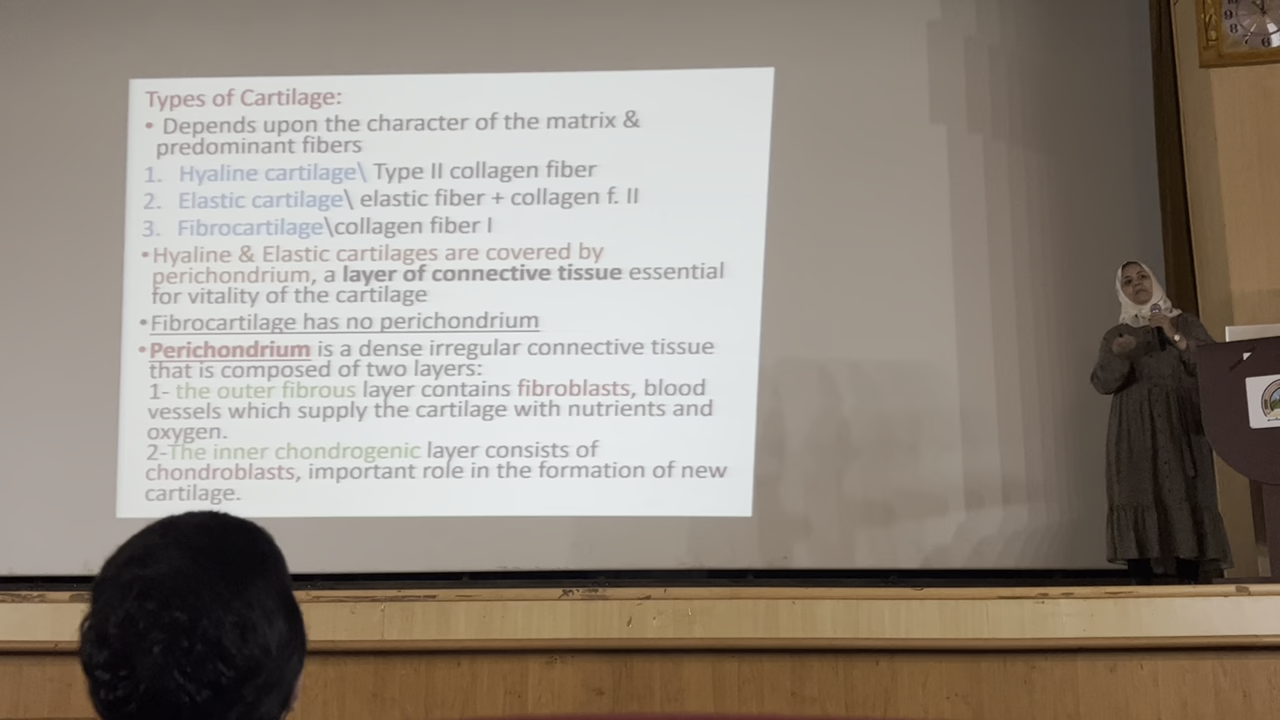 Types of Cartilage:
• Depends upon the character of the matrix &
predominant fibers
1. Hyaline cartilage\ Type II collagen fiber
2. Elastic cartilage\ elastic fiber + collagen f. II
3. Fibrocartilage\collagen fiber I
•Hyaline & Elastic cartilages are covered by
perichondrium, a layer of connective tissue essential
for vitality of the cartilage
•Fibrocartilage has no perichondrium
•Perichondrium is a dense irregular connective tissue
that is composed of two layers:
1- the outer fibrous layer contains fibroblasts, blood
vessels which supply the cartilage with nutrients and
oxygen.
2-The inner chondrogenic layer consists of
chondroblasts, important role in the formation of new
cartilage.
9
8
7
6